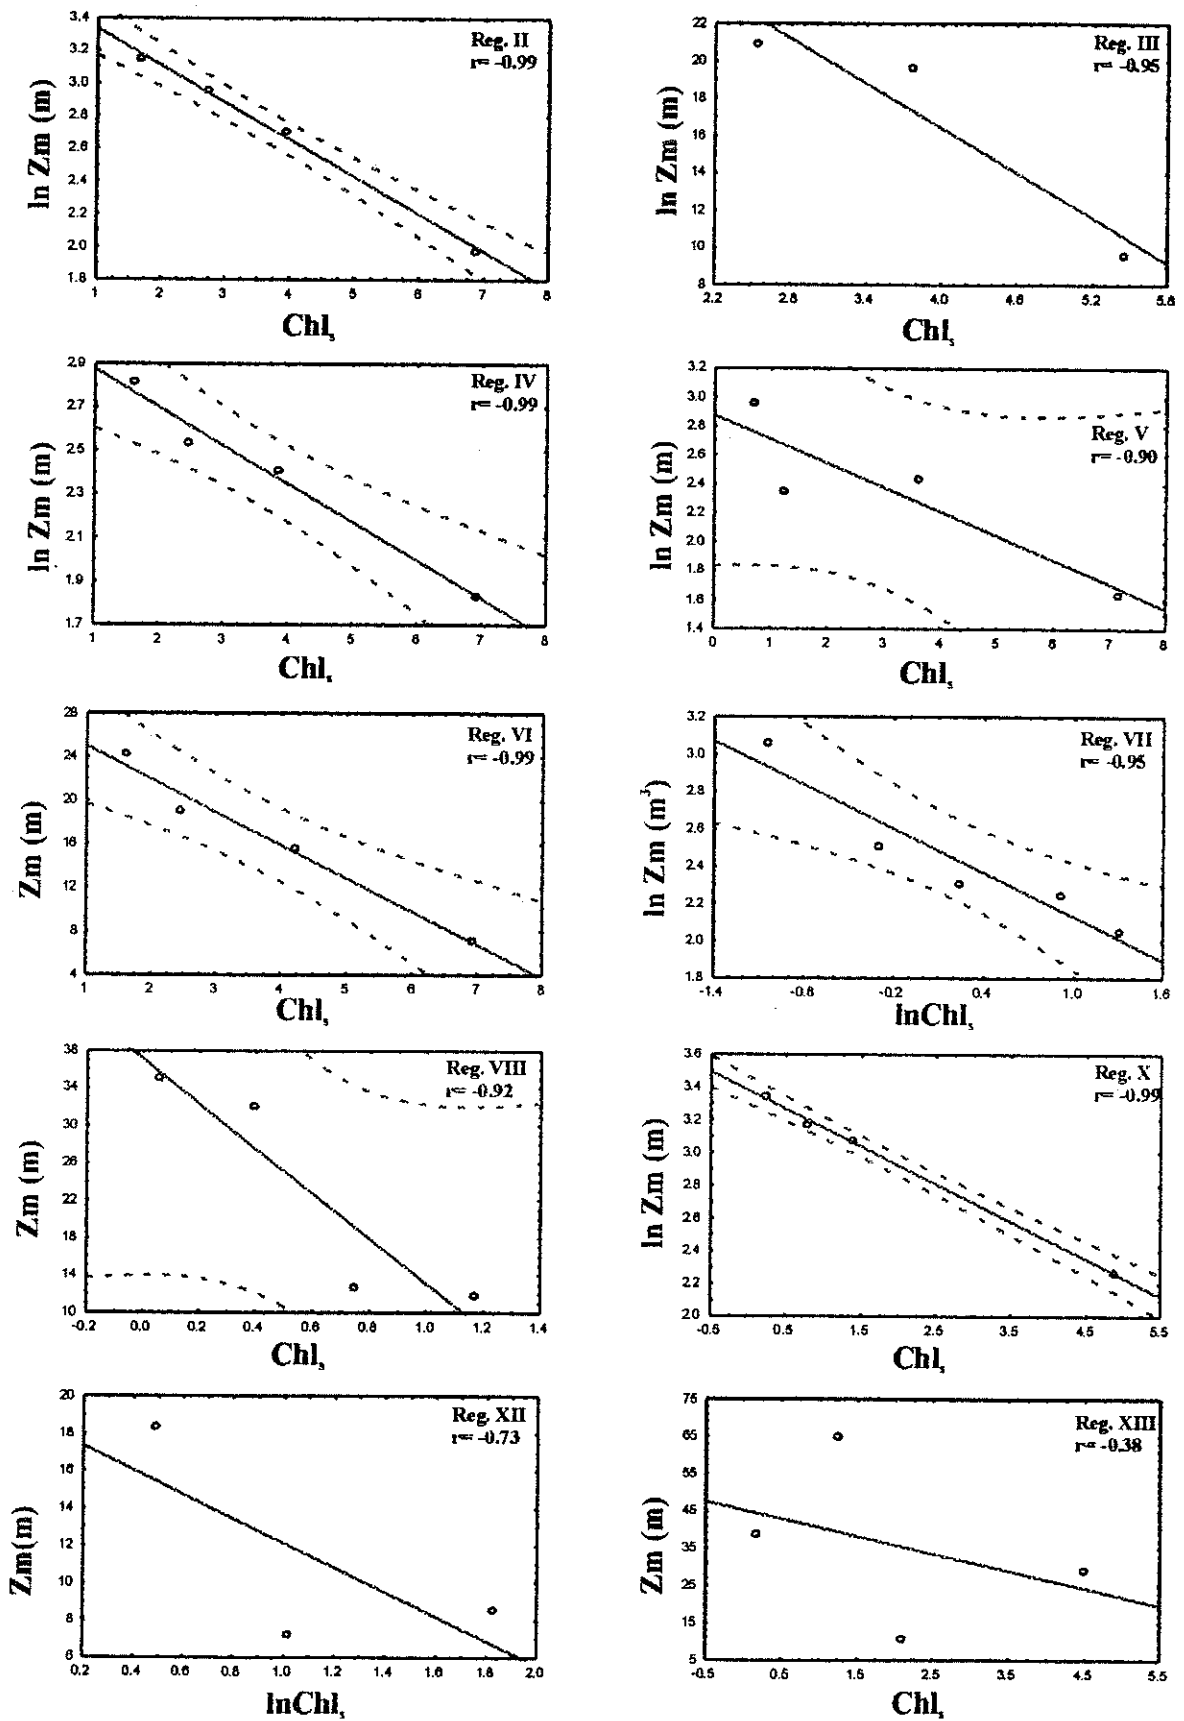 Reg. II
r= -0.99
ln Zm (m)
3.4
3.2
3.0
2.8
2.6
2.4
2.2
2.0
1.8
1 2 3 4 5 6 7 8
Chls
Reg. III
r= -0.95
ln Zm (m)
22
20
18
16
14
12
10
8
2.2 2.8 3.4 4.0 4.6 5.2 5.8
Chls
Reg. IV
r= -0.99
ln Zm (m)
2.9
2.7
2.5
2.3
2.1
1.9
1.7
1 2 3 4 5 6 7 8
Chls
Reg. V
r= -0.90
ln Zm (m)
3.2
3.0
2.8
2.6
2.4
2.2
2.0
1.8
1.6
1.4
0 1 2 3 4 5 6 7 8
Chls
Reg. VI
r= -0.99
Zm (m)
28
24
20
16
12
8
4
1 2 3 4 5 6 7 8
Chls
Reg. VII
r= -0.95
ln Zm (m³)
3.2
3.0
2.8
2.6
2.4
2.2
2.0
1.8
-1.4 -0.8 -0.2 0.4 1.0 1.6
lnChls
Reg. VIII
r= -0.92
Zm (m)
38
34
30
26
22
18
14
10
-0.2 0.0 0.2 0.4 0.6 0.8 1.0 1.2 1.4
Chls
Reg. X
r= -0.99
ln Zm (m)
3.6
3.4
3.2
3.0
2.8
2.6
2.4
2.2
2.0
-0.5 0.5 1.5 2.5 3.5 4.5 5.5
Chls
Reg. XII
r= -0.73
Zm(m)
20
18
16
14
12
10
8
6
0.2 0.4 0.6 0.8 1.0 1.2 1.4 1.6 1.8 2.0
lnChls
Reg. XIII
r= -0.38
Zm (m)
75
65
55
45
35
25
15
5
-0.5 0.5 1.5 2.5 3.5 4.5 5.5
Chls